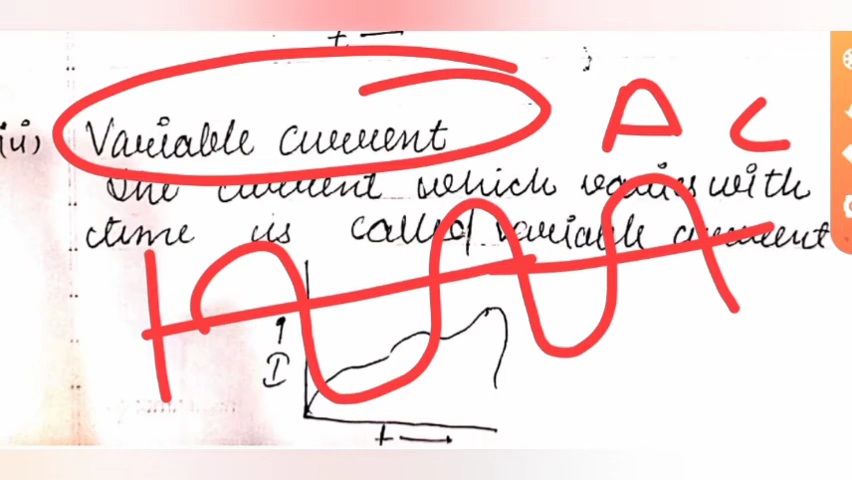 t —
(ii) Variable current AC
The current which varies with
time is called variable current
I
t →